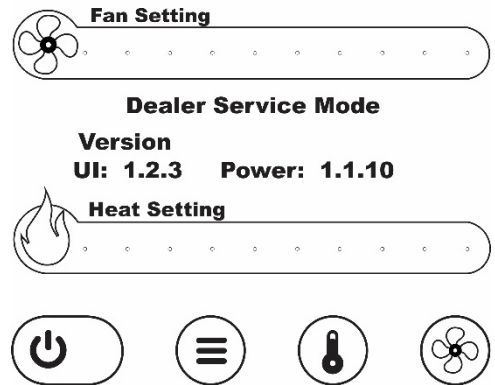 Fan Setting
Dealer Service Mode
Version
UI: 1.2.3 Power: 1.1.10
Heat Setting